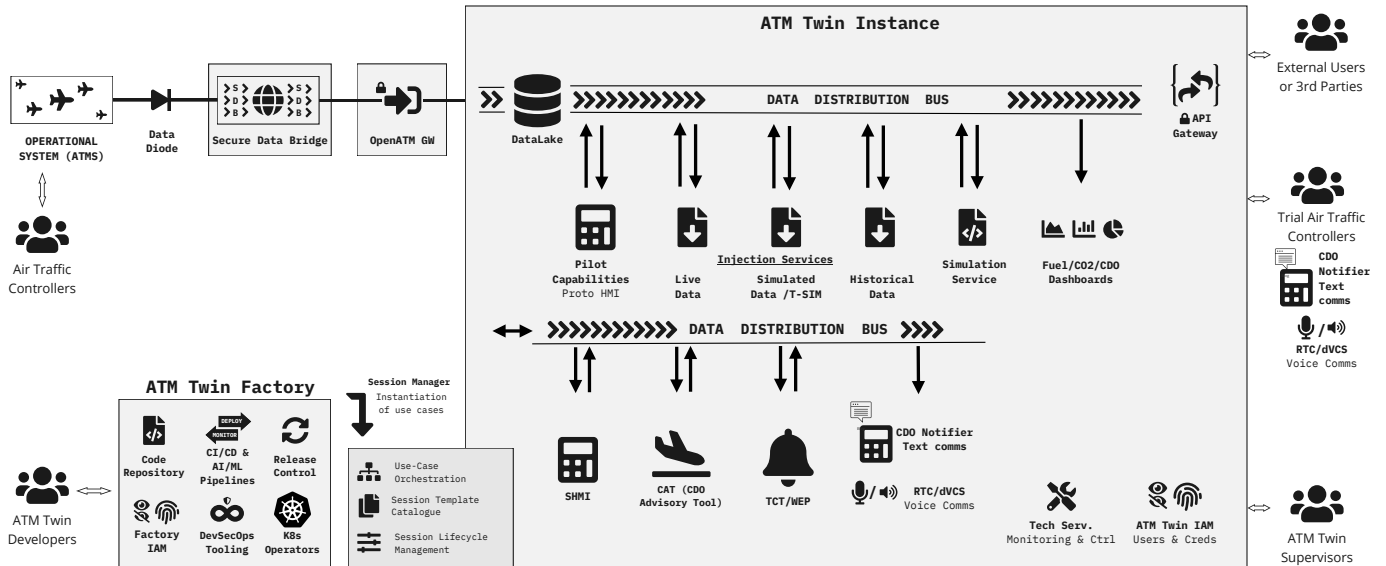 ATM Twin Instance
External Users
or 3rd Parties
OPERATIONAL
SYSTEM (ATMS)
Data
Diode
S
D
B
S
D
B
Secure Data Bridge
OpenATM GW
DataLake
DATA DISTRIBUTION BUS
API
Gateway
Air Traffic
Controllers
Pilot
Capabilities
Proto HMI
Live
Data
Injection Services
Simulated
Data /T-SIM
Historical
Data
Simulation
Service
Fuel/CO2/CDO
Dashboards
Trial Air Traffic
Controllers
CDO
Notifier
Text
comms
RTC/dVCS
Voice Comms
DATA DISTRIBUTION BUS
ATM Twin Factory
Code
Repository
DEPLOY
MONITOR
CI/CD &
AI/ML
Pipelines
Release
Control
Factory
IAM
DevSecOps
Tooling
K8s
Operators
ATM Twin
Developers
Session Manager
Instantiation
of use cases
Use-Case
Orchestration
Session Template
Catalogue
Session Lifecycle
Management
SHMI
CAT (CDO
Advisory Tool)
TCT/WEP
CDO Notifier
Text comms
RTC/dVCS
Voice Comms
Tech Serv.
Monitoring & Ctrl
ATM Twin IAM
Users & Creds
ATM Twin
Supervisors